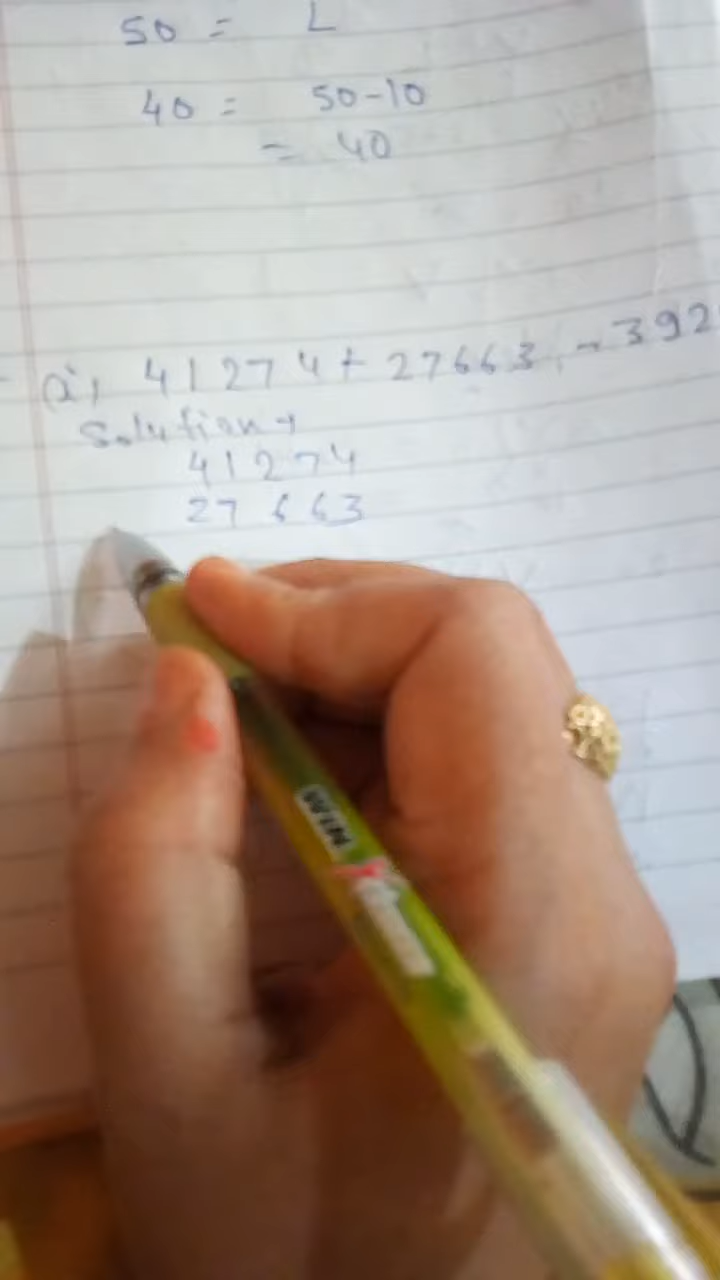 50 = L
40 = 50-10
= 40
Q, 41274 + 27663 - 392
Solution →
41274
27663